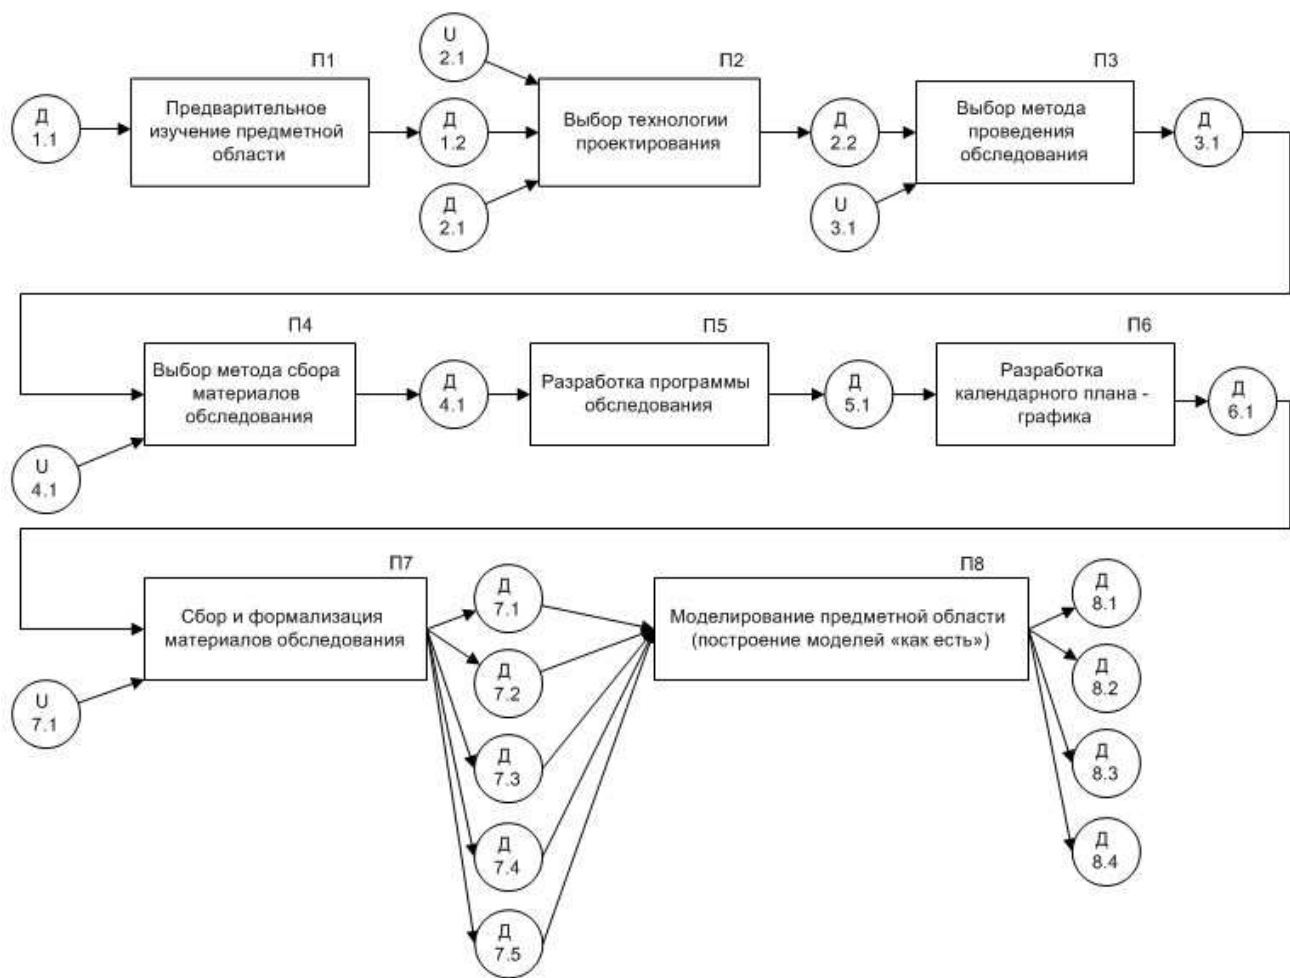 П1
U
2.1
П2
П3
Д
1.1
Предварительное
изучение предметной
области
Д
1.2
Д
2.1
Выбор технологии
проектирования
Д
2.2
U
3.1
Выбор метода
проведения
обследования
Д
3.1
П4
П5
П6
Выбор метода сбора
материалов
обследования
U
4.1
Д
4.1
Разработка программы
обследования
Д
5.1
Разработка
календарного плана -
графика
Д
6.1
П7
П8
Сбор и формализация
материалов обследования
U
7.1
Д
7.1
Д
7.2
Д
7.3
Д
7.4
Д
7.5
Моделирование предметной области
(построение моделей «как есть»)
Д
8.1
Д
8.2
Д
8.3
Д
8.4